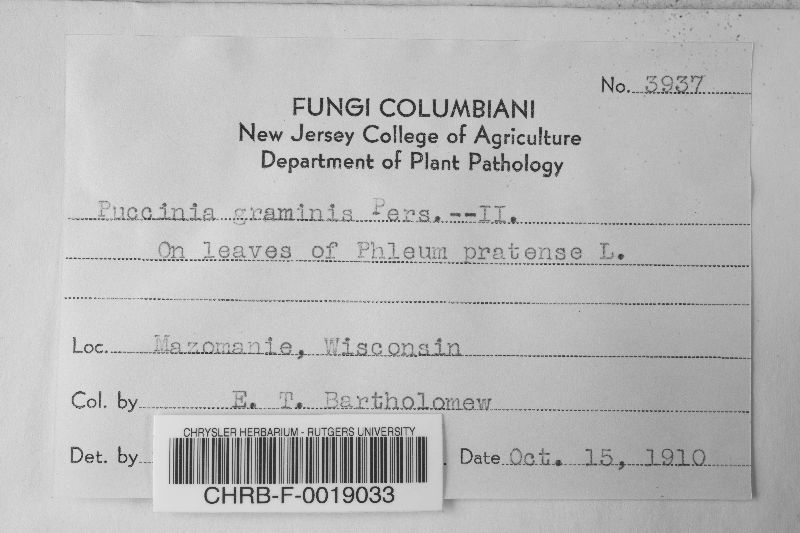 No. 3937
FUNGI COLUMBIANI
New Jersey College of Agriculture
Department of Plant Pathology
Puccinia graminis Pers.--II.
On leaves of Phleum pratense L.
Loc. Mazomanie, Wisconsin
Col. by E. T. Bartholomew
Det. by Date Oct. 15, 1910
CHRYSLER HERBARIUM - RUTGERS UNIVERSITY
CHRB-F-0019033